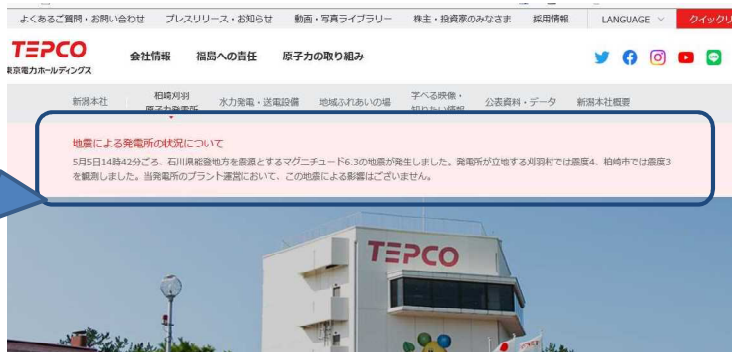 よくあるご質問・お問い合わせ プレスリリース・お知らせ 動画・写真ライブラリー 株主・投資家のみなさま 採用情報 LANGUAGE クイックリ
TEPCO
東京電力ホールディングス
会社情報 福島への責任 原子力の取り組み
新潟本社 柏崎刈羽 原子力発電所 水力発電・送電設備 地域ふれあいの場 学べる映像・ 知りたい情報 公表資料・データ 新潟本社概要
地震による発電所の状況について
5月5日14時42分ごろ、石川県能登地方を震源とするマグニチュード6.3の地震が発生しました。発電所が立地する刈羽村では震度4、柏崎市では震度3
を観測しました。当発電所のプラント運営において、この地震による影響はございません。
TEPCO